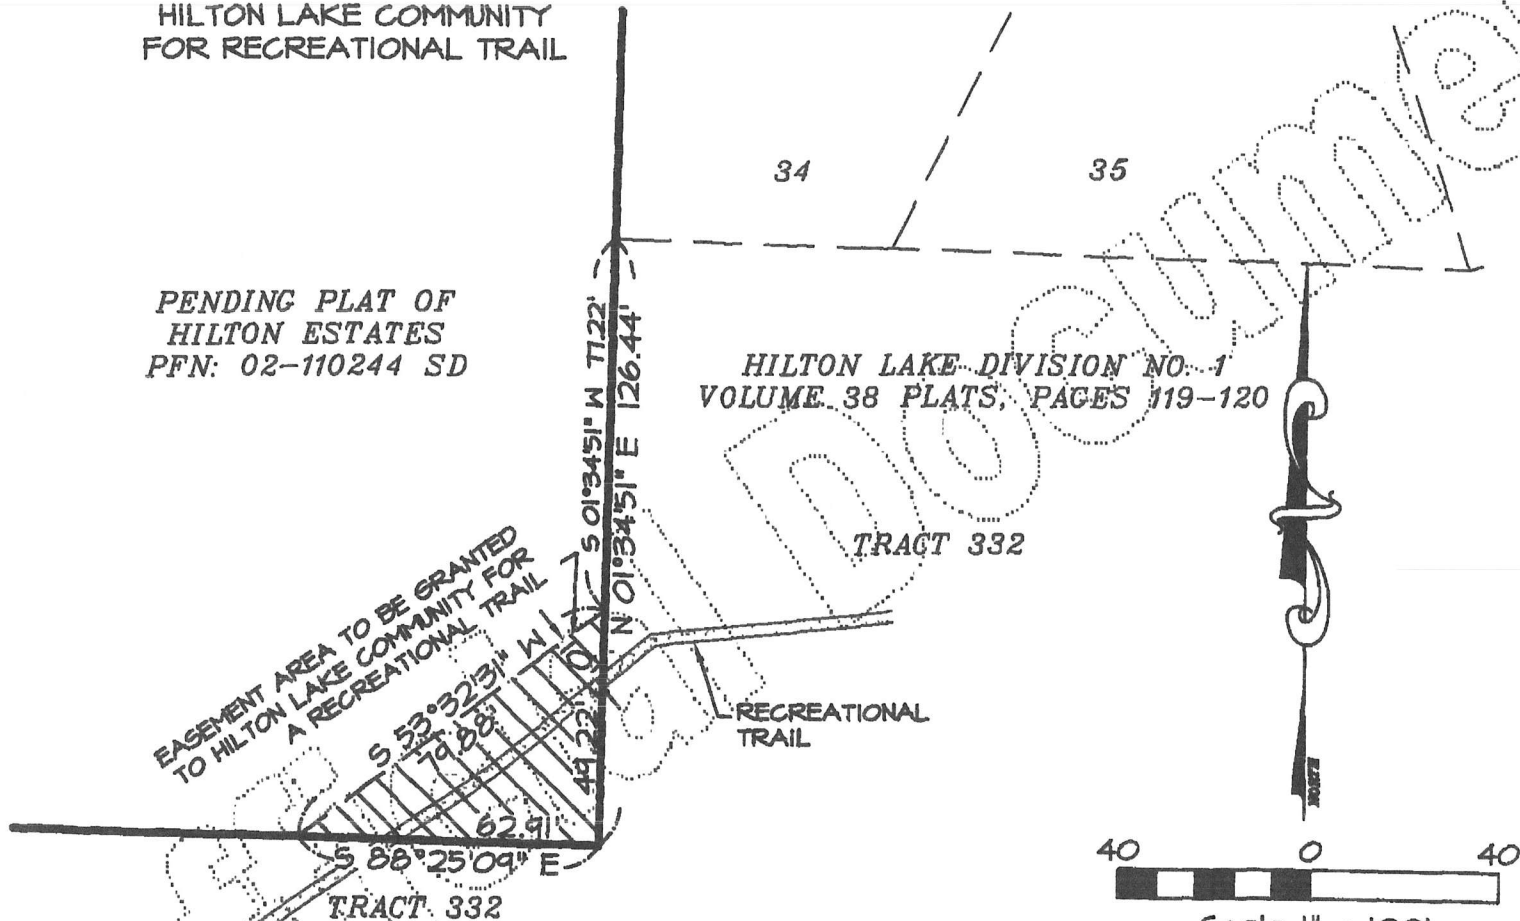 HILTON LAKE COMMUNITY
FOR RECREATIONAL TRAIL
34
35
PENDING PLAT OF
HILTON ESTATES
PFN: 02-110244 SD
S 01°34'51" W 77.22'
N 01°34'51" E 126.44'
HILTON LAKE DIVISION NO. 1
VOLUME 38 PLATS, PAGES 119-120
TRACT 332
EASEMENT AREA TO BE GRANTED
TO HILTON LAKE COMMUNITY FOR
A RECREATIONAL TRAIL
S 53°32'31" W
79.88'
49.22'
RECREATIONAL
TRAIL
62.91'
S 88°25'09" E
TRACT 332
40 0 40